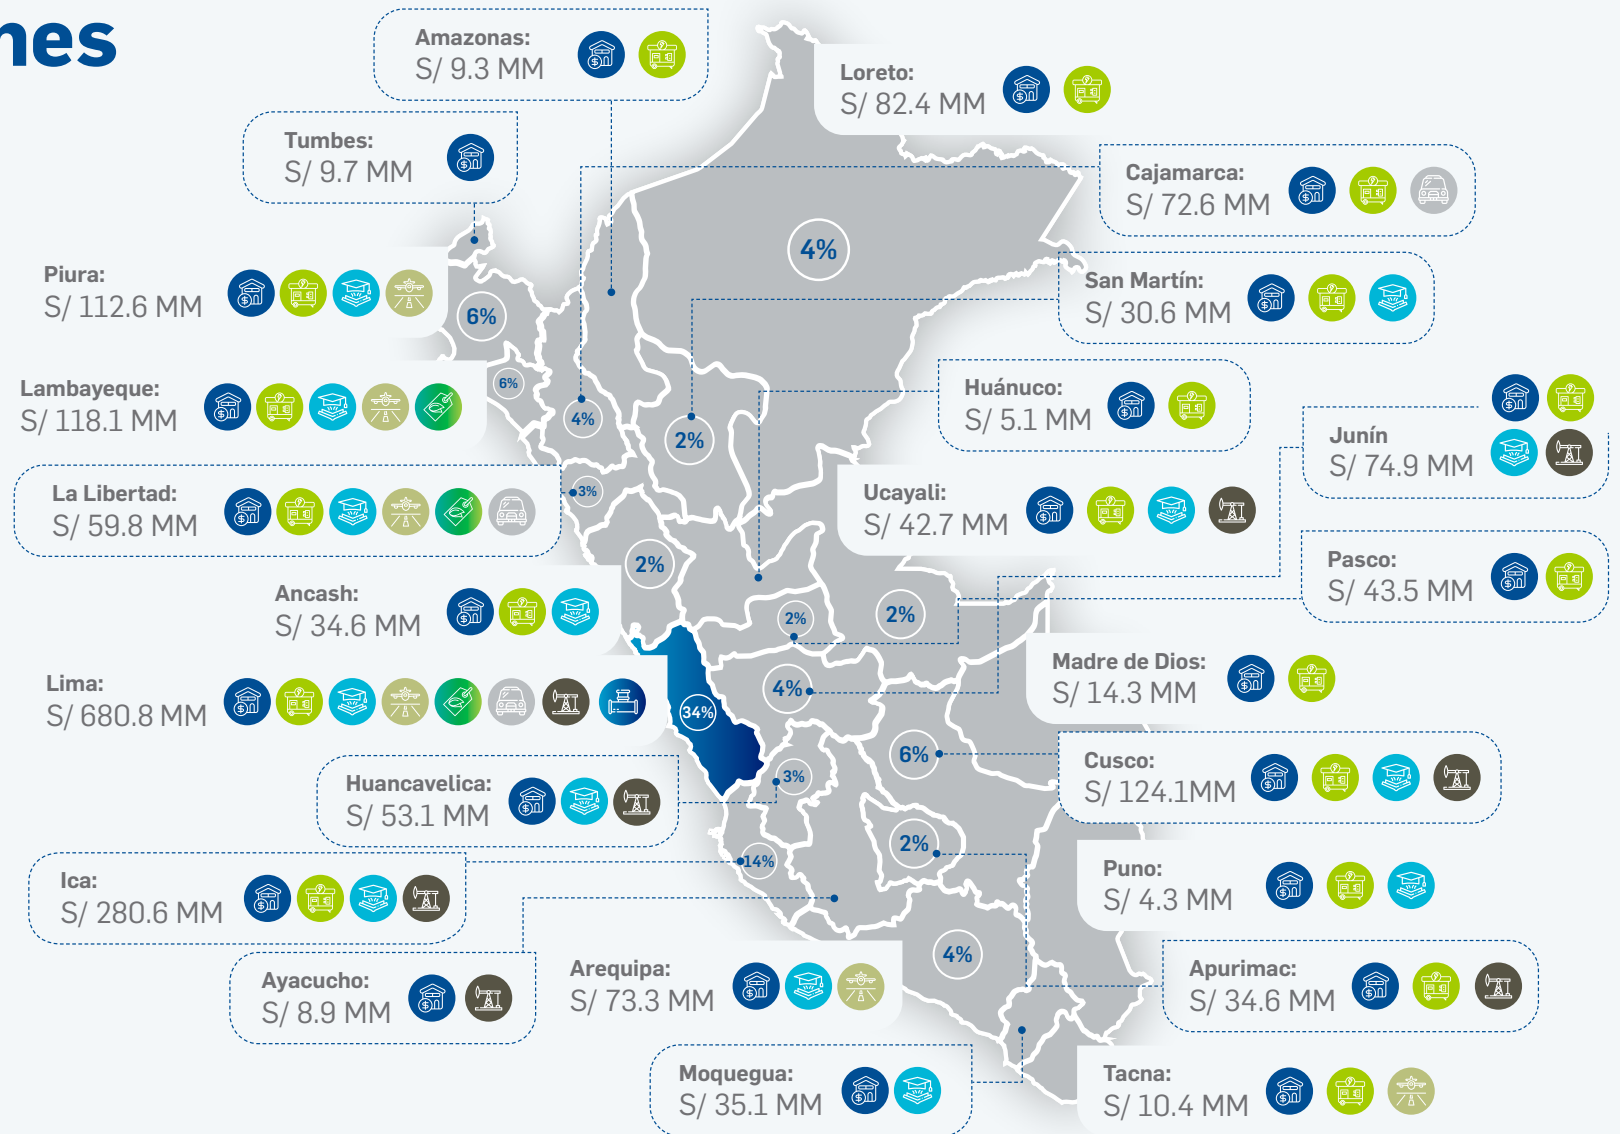 nes
Amazonas:
S/ 9.3 MM
Loreto:
S/ 82.4 MM
Tumbes:
S/ 9.7 MM
Cajamarca:
S/ 72.6 MM
Piura:
S/ 112.6 MM
San Martín:
S/ 30.6 MM
Lambayeque:
S/ 118.1 MM
Huánuco:
S/ 5.1 MM
Junín
S/ 74.9 MM
La Libertad:
S/ 59.8 MM
Ucayali:
S/ 42.7 MM
Pasco:
S/ 43.5 MM
Ancash:
S/ 34.6 MM
Madre de Dios:
S/ 14.3 MM
Lima:
S/ 680.8 MM
Cusco:
S/ 124.1MM
Huancavelica:
S/ 53.1 MM
Puno:
S/ 4.3 MM
Ica:
S/ 280.6 MM
Ayacucho:
S/ 8.9 MM
Arequipa:
S/ 73.3 MM
Apurimac:
S/ 34.6 MM
Moquegua:
S/ 35.1 MM
Tacna:
S/ 10.4 MM
4%
6%
6%
4%
2%
3%
2%
2%
2%
4%
34%
6%
3%
2%
14%
4%